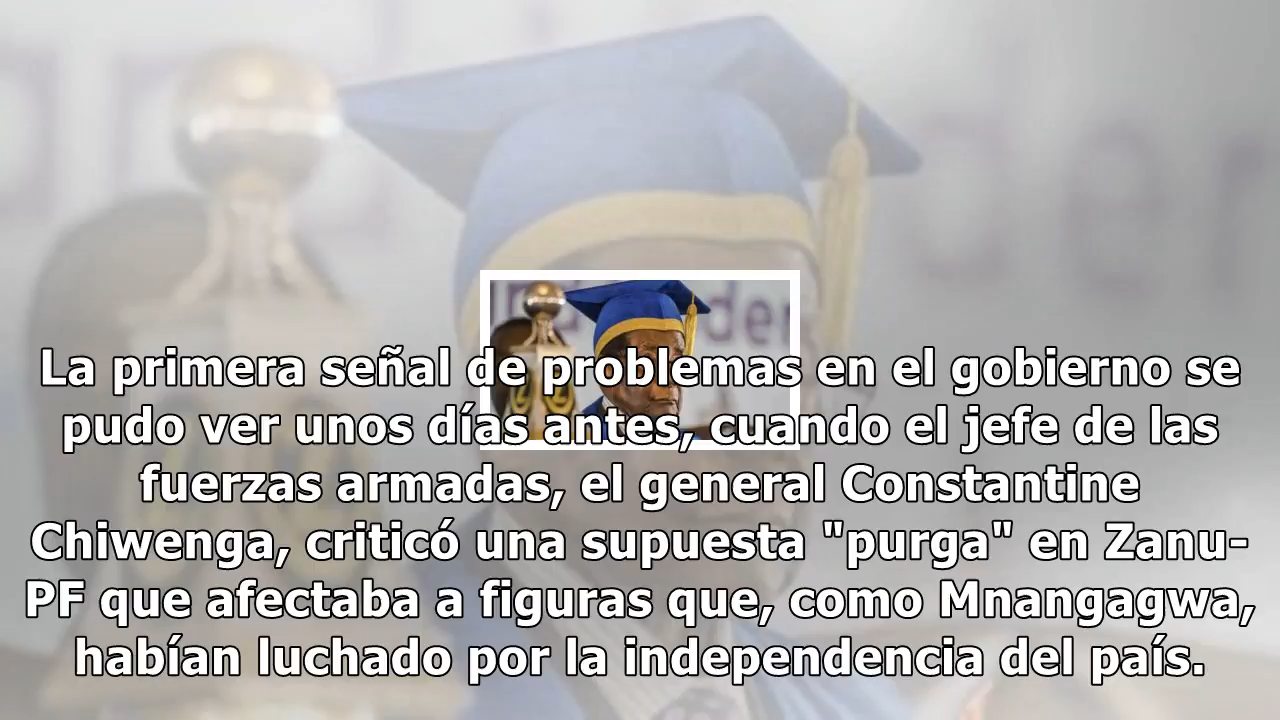 La primera señal de problemas en el gobierno se
pudo ver unos días antes, cuando el jefe de las
fuerzas armadas, el general Constantine
Chiwenga, criticó una supuesta "purga" en Zanu-
PF que afectaba a figuras que, como Mnangagwa,
habían luchado por la independencia del país.